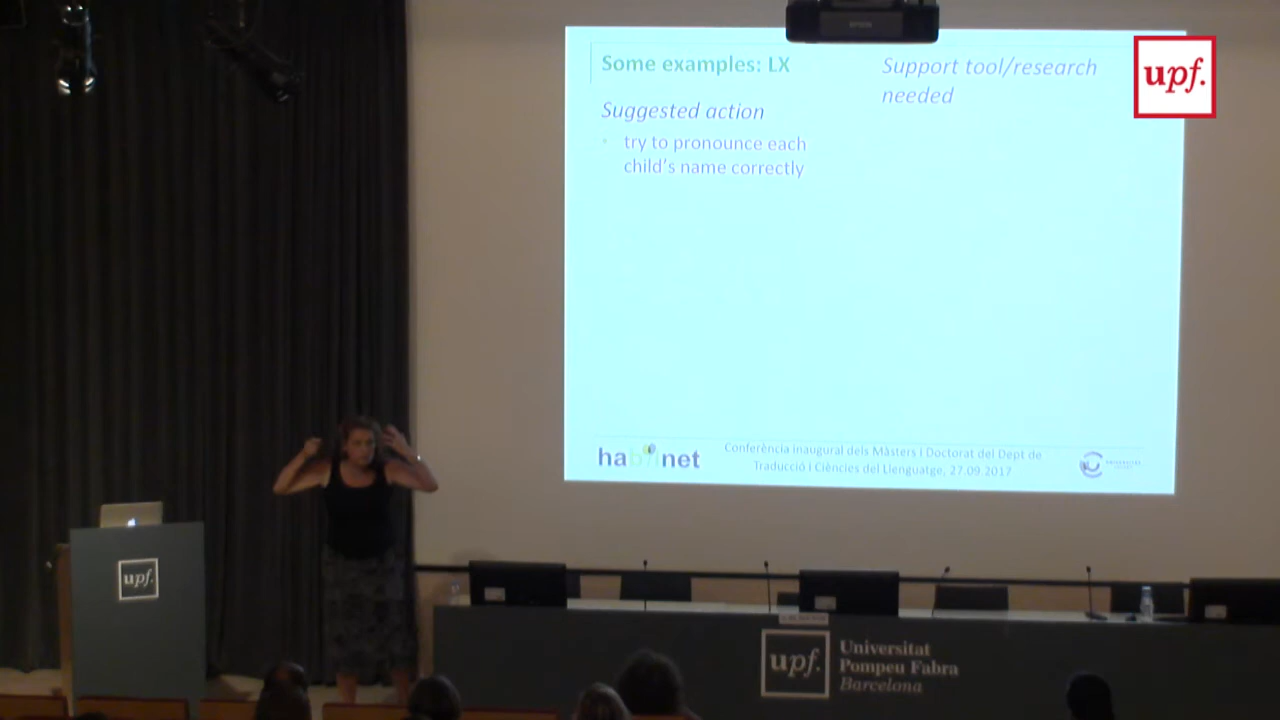 EPSON
Some examples: LX
Support tool/research
needed
upf.
Suggested action
try to pronounce each
child's name correctly
habilnet
Conferència inaugural dels Màsters i Doctorat del Dept de
Traducció i Ciències del Llenguatge, 27.09.2017
upf.
upf.
Universitat
Pompeu Fabra
Barcelona